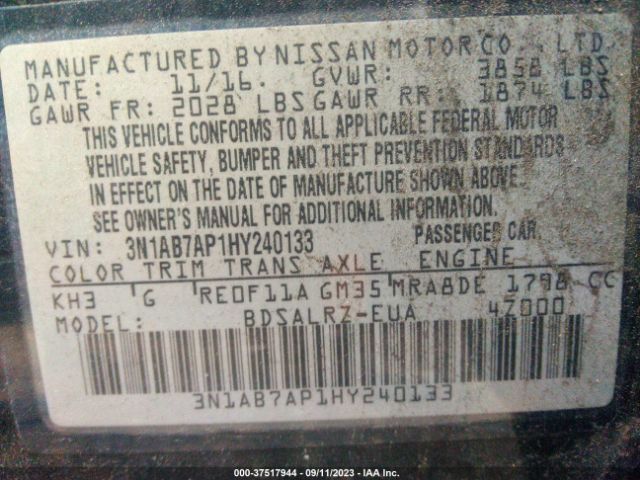 MANUFACTURED BY NISSAN MOTOR CO., LTD.
DATE: 11/16 GVWR: 3858 LBS
GAWR FR: 2028 LBS GAWR RR: 1874 LBS
THIS VEHICLE CONFORMS TO ALL APPLICABLE FEDERAL MOTOR
VEHICLE SAFETY, BUMPER AND THEFT PREVENTION STANDARDS
IN EFFECT ON THE DATE OF MANUFACTURE SHOWN ABOVE.
SEE OWNER'S MANUAL FOR ADDITIONAL INFORMATION.
VIN: 3N1AB7AP1HY240133 PASSENGER CAR
COLOR TRIM TRANS AXLE ENGINE
KH3 G RE0F11A GM35 MRA8DE 1798 CC
MODEL: BDSALRZ-EUA 4Z000
3N1AB7AP1HY240133
000-37517944 - 09/11/2023 - IAA Inc.